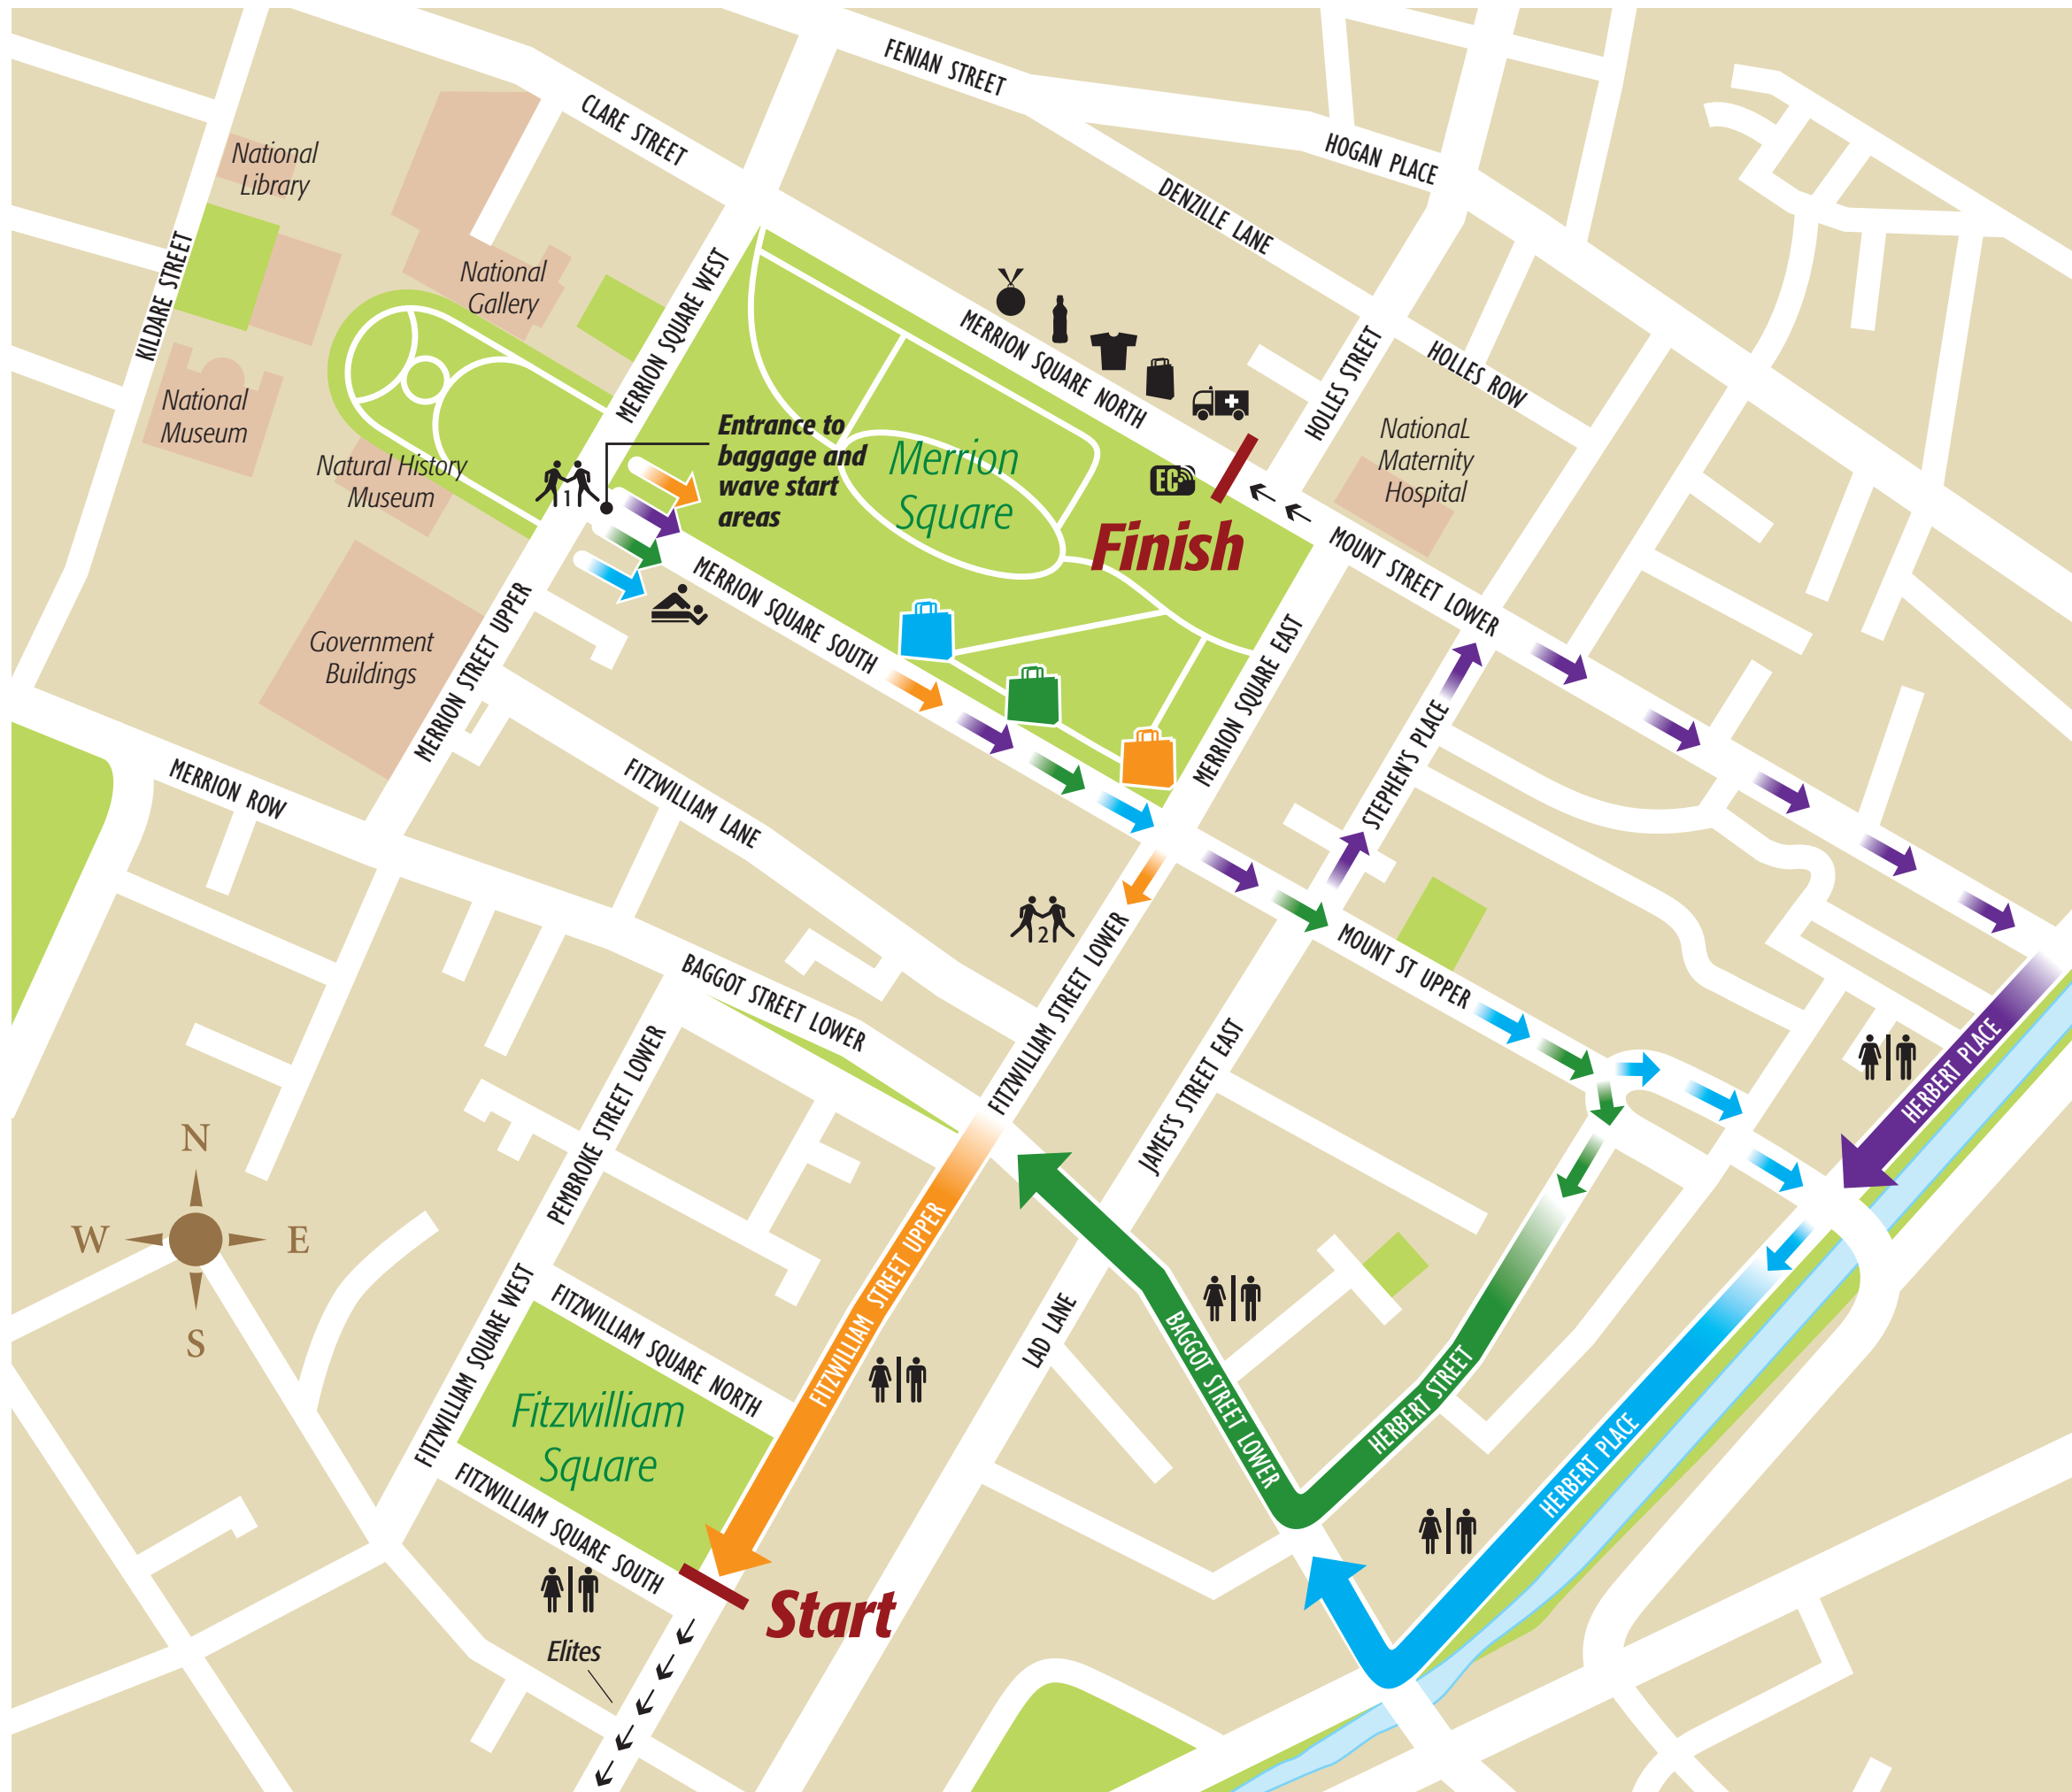 FENIAN STREET
CLARE STREET
HOGAN PLACE
National
Library
DENZILLE LANE
KILDARE STREET
National
Gallery
MERRION SQUARE WEST
MERRION SQUARE NORTH
HOLLES STREET
HOLLES ROW
National
Museum
Entrance to
baggage and
wave start
areas
Merrion
Square
NationaL
Maternity
Hospital
Natural History
Museum
1
EC
Finish
MOUNT STREET LOWER
MERRION SQUARE SOUTH
Government
Buildings
MERRION STREET UPPER
MERRION SQUARE EAST
STEPHEN'S PLACE
MERRION ROW
FITZWILLIAM LANE
2
MOUNT ST UPPER
BAGGOT STREET LOWER
FITZWILLIAM STREET LOWER
HERBERT PLACE
PEMBROKE STREET LOWER
JAMES'S STREET EAST
N
W
E
S
FITZWILLIAM STREET UPPER
FITZWILLIAM SQUARE WEST
FITZWILLIAM SQUARE NORTH
LAD LANE
BAGGOT STREET LOWER
HERBERT STREET
HERBERT PLACE
Fitzwilliam
Square
FITZWILLIAM SQUARE SOUTH
Start
Elites